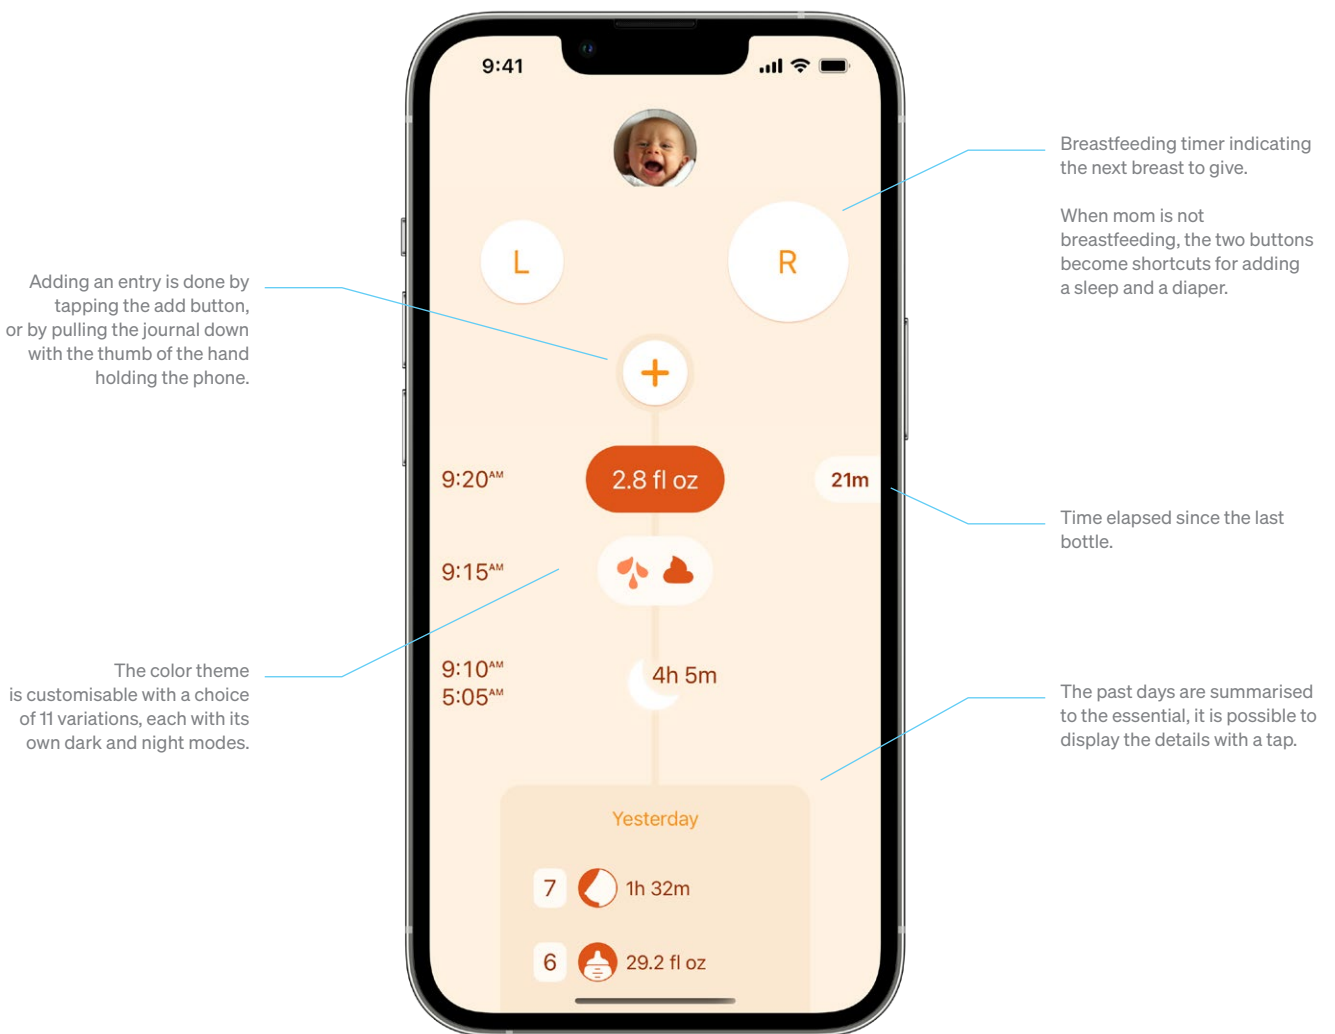 9:41
Breastfeeding timer indicating
the next breast to give.
When mom is not
breastfeeding, the two buttons
become shortcuts for adding
a sleep and a diaper.
L
R
Adding an entry is done by
tapping the add button,
or by pulling the journal down
with the thumb of the hand
holding the phone.
+
9:20AM
2.8 fl oz
21m
Time elapsed since the last
bottle.
9:15AM
The color theme
is customisable with a choice
of 11 variations, each with its
own dark and night modes.
9:10AM
5:05AM
4h 5m
The past days are summarised
to the essential, it is possible to
display the details with a tap.
Yesterday
7 1h 32m
6 29.2 fl oz